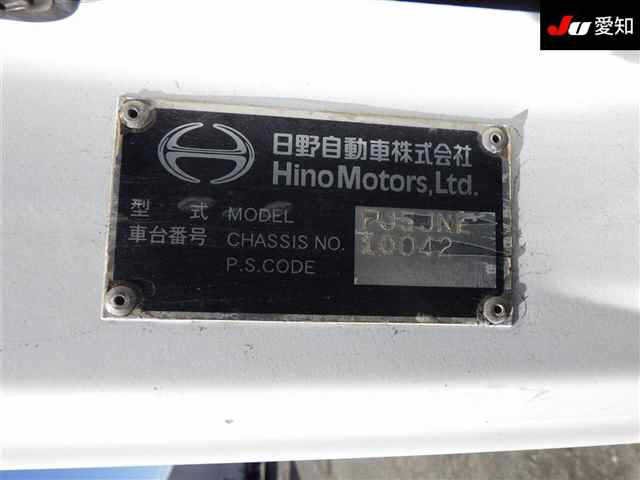 JU 愛知
日野自動車株式会社
Hino Motors, Ltd.
型 式 MODEL
車台番号 CHASSIS NO. 10042
P.S.CODE